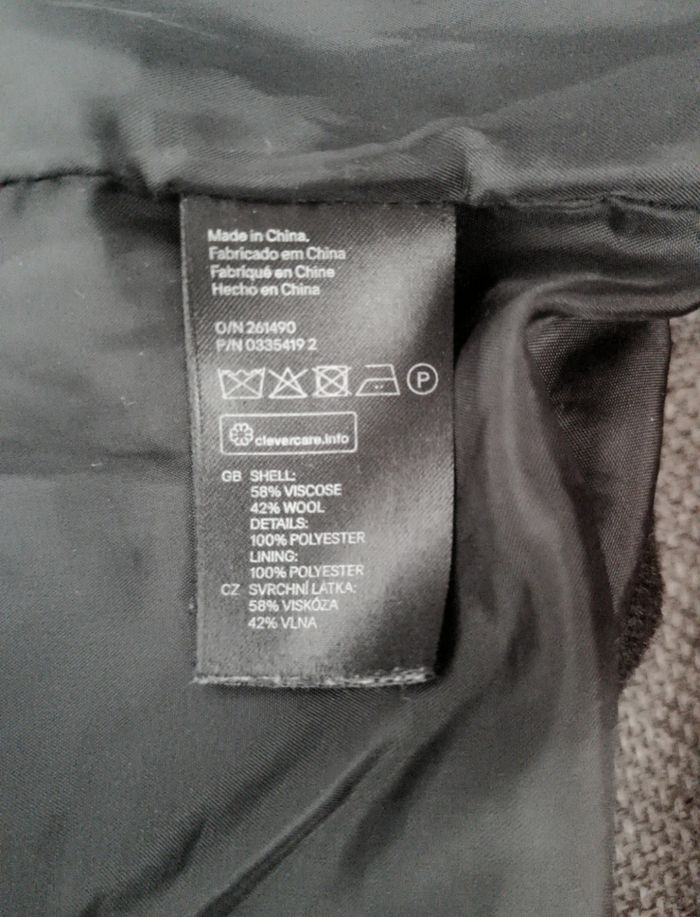 Made in China,
Fabricado em China
Fabriqué en Chine
Hecho en China
O/N 261490
P/N 0335419 2
P
clevercare.info
GB SHELL:
58% VISCOSE
42% WOOL
DETAILS:
100% POLYESTER
LINING:
100% POLYESTER
CZ SVRCHNÍ LÁTKA:
58% VISKÓZA
42% VLNA